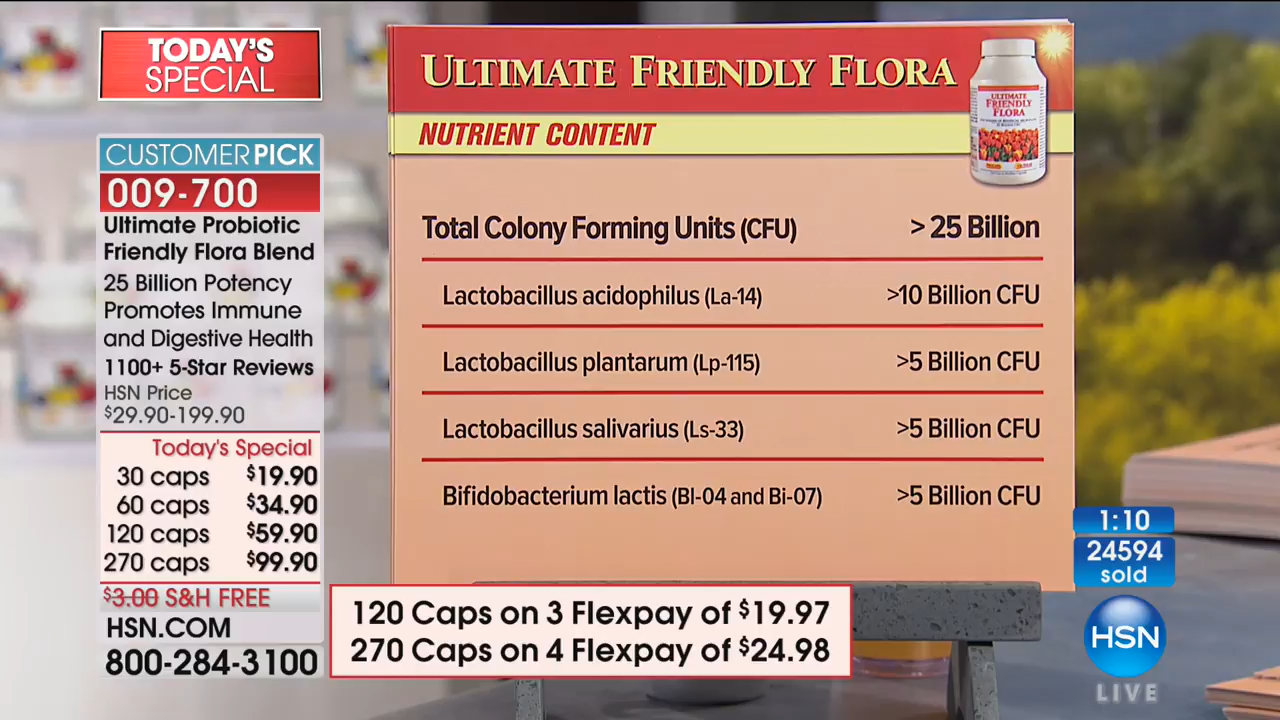 TODAY'S
SPECIAL
CUSTOMER PICK
009-700
Ultimate Probiotic
Friendly Flora Blend
25 Billion Potency
Promotes Immune
and Digestive Health
1100+ 5-Star Reviews
HSN Price
$29.90-199.90
Today's Special
30 caps $19.90
60 caps $34.90
120 caps $59.90
270 caps $99.90
$3.00 S&H FREE
HSN.COM
800-284-3100
ULTIMATE FRIENDLY FLORA
NUTRIENT CONTENT
ULTIMATE
FRIENDLY
FLORA
Total Colony Forming Units (CFU) > 25 Billion
Lactobacillus acidophilus (La-14) >10 Billion CFU
Lactobacillus plantarum (Lp-115) >5 Billion CFU
Lactobacillus salivarius (Ls-33) >5 Billion CFU
Bifidobacterium lactis (Bl-04 and Bi-07) >5 Billion CFU
120 Caps on 3 Flexpay of $19.97
270 Caps on 4 Flexpay of $24.98
1:10
24594
sold
HSN
LIVE